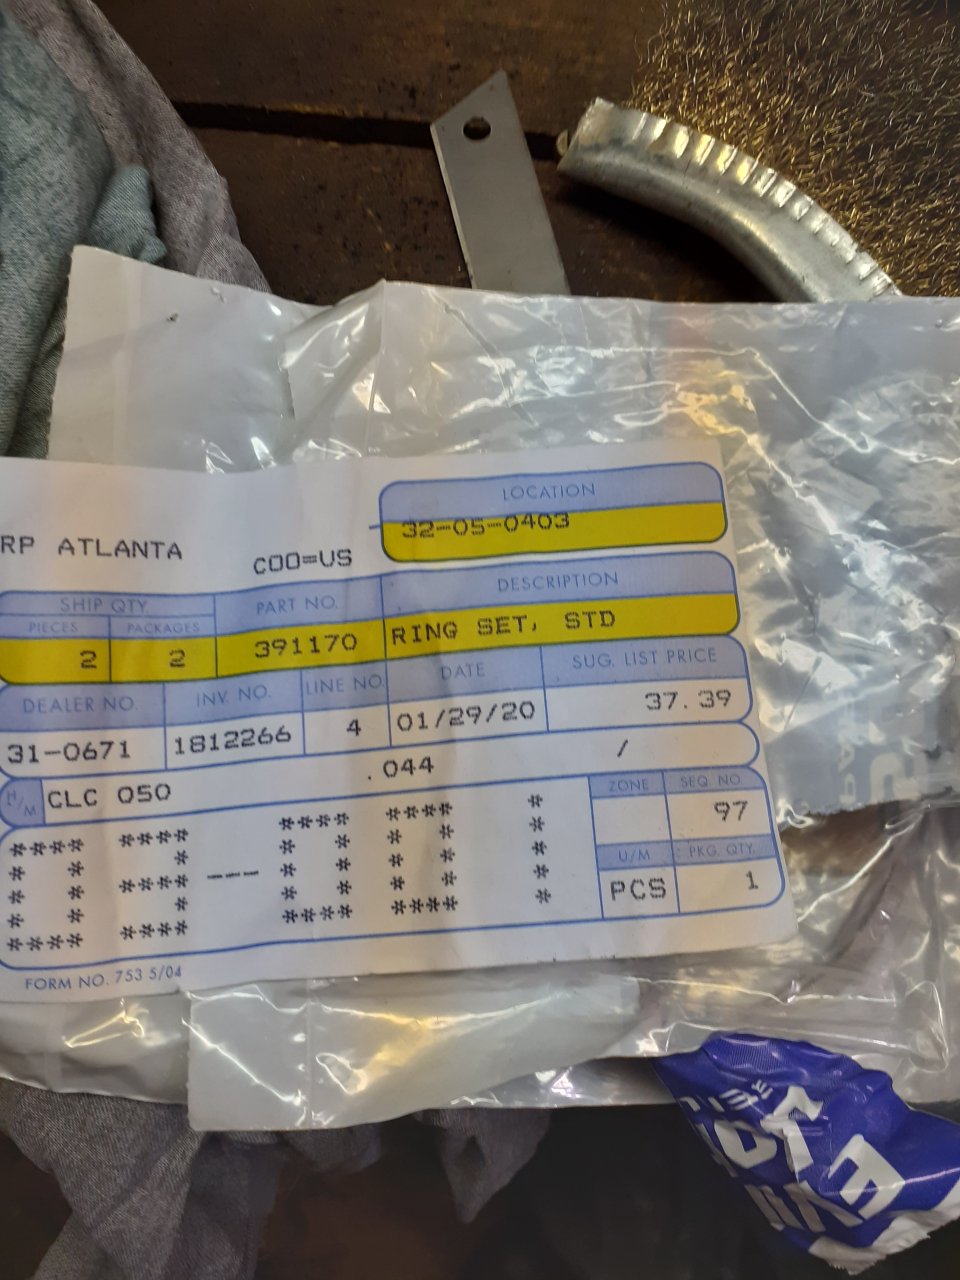 LOCATION
32-05-0403
RP ATLANTA COO=US
SHIP QTY. PART NO. DESCRIPTION
PIECES PACKAGES
2 2 391170 RING SET, STD
DEALER NO. INV. NO. LINE NO. DATE SUG. LIST PRICE
31-0671 1812266 4 01/29/20 37.39
H/M CLC 050 .044 /
ZONE SEQ. NO.
97
U/M PKG. QTY.
PCS 1
03---001
FORM NO. 753 5/04